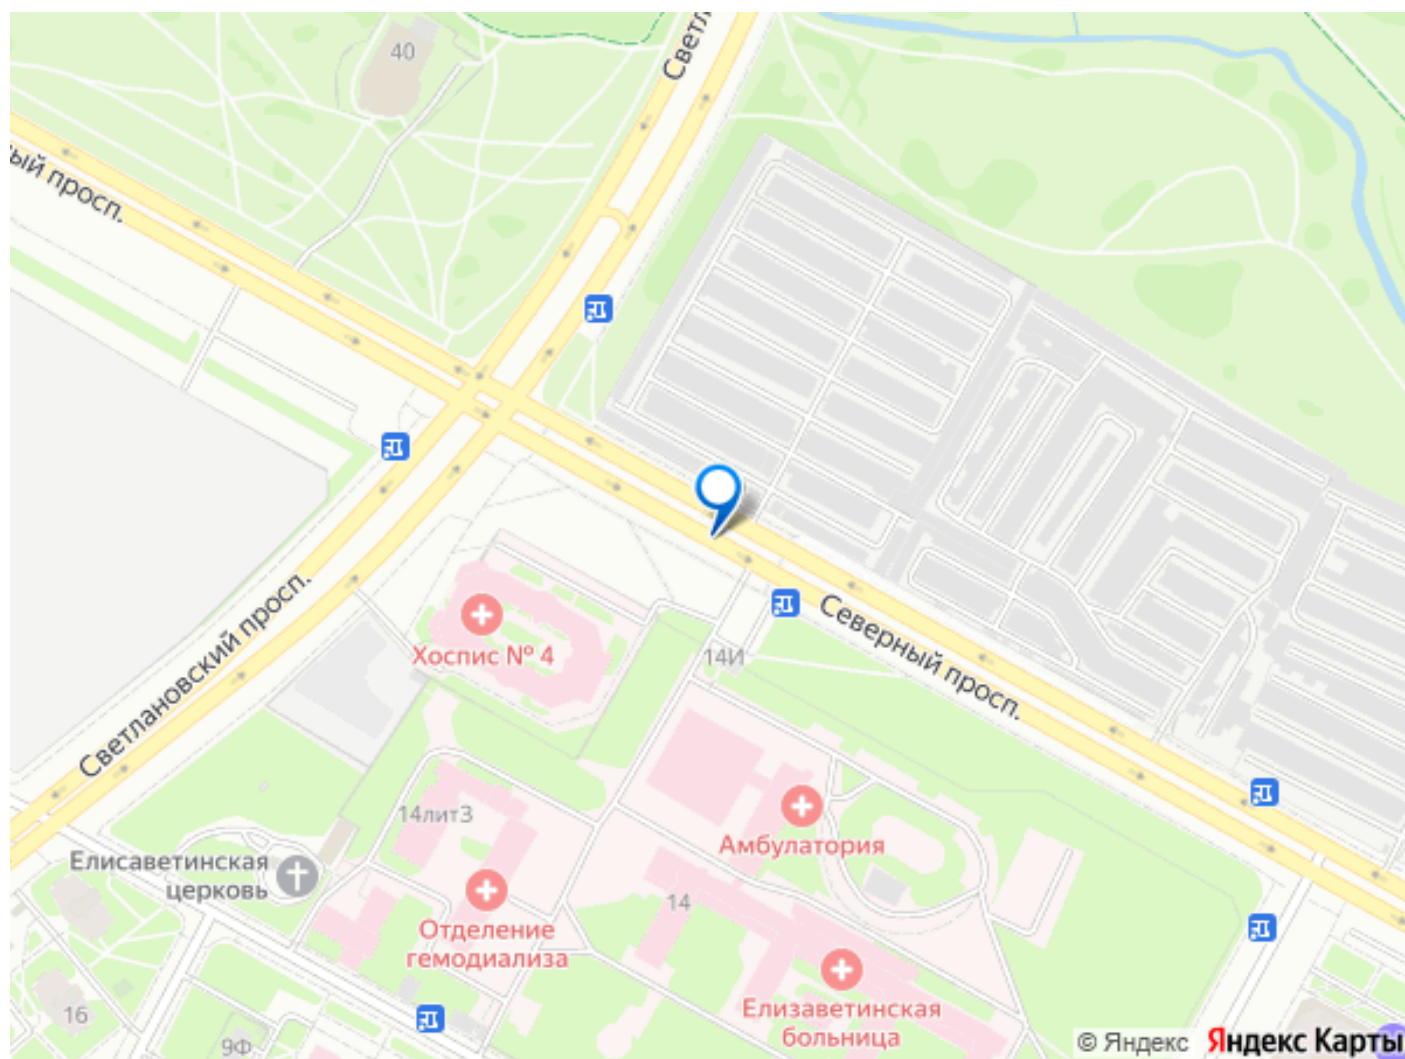 40
Светл
ый просп.
Хоспис № 4
14И
Северный просп.
Светлановский просп.
14лит3
Амбулатория
Елисаветинская
церковь
14
Отделение
гемодиализа
Елизаветинская
больница
16
9Ф
© Яндекс Яндекс Карты